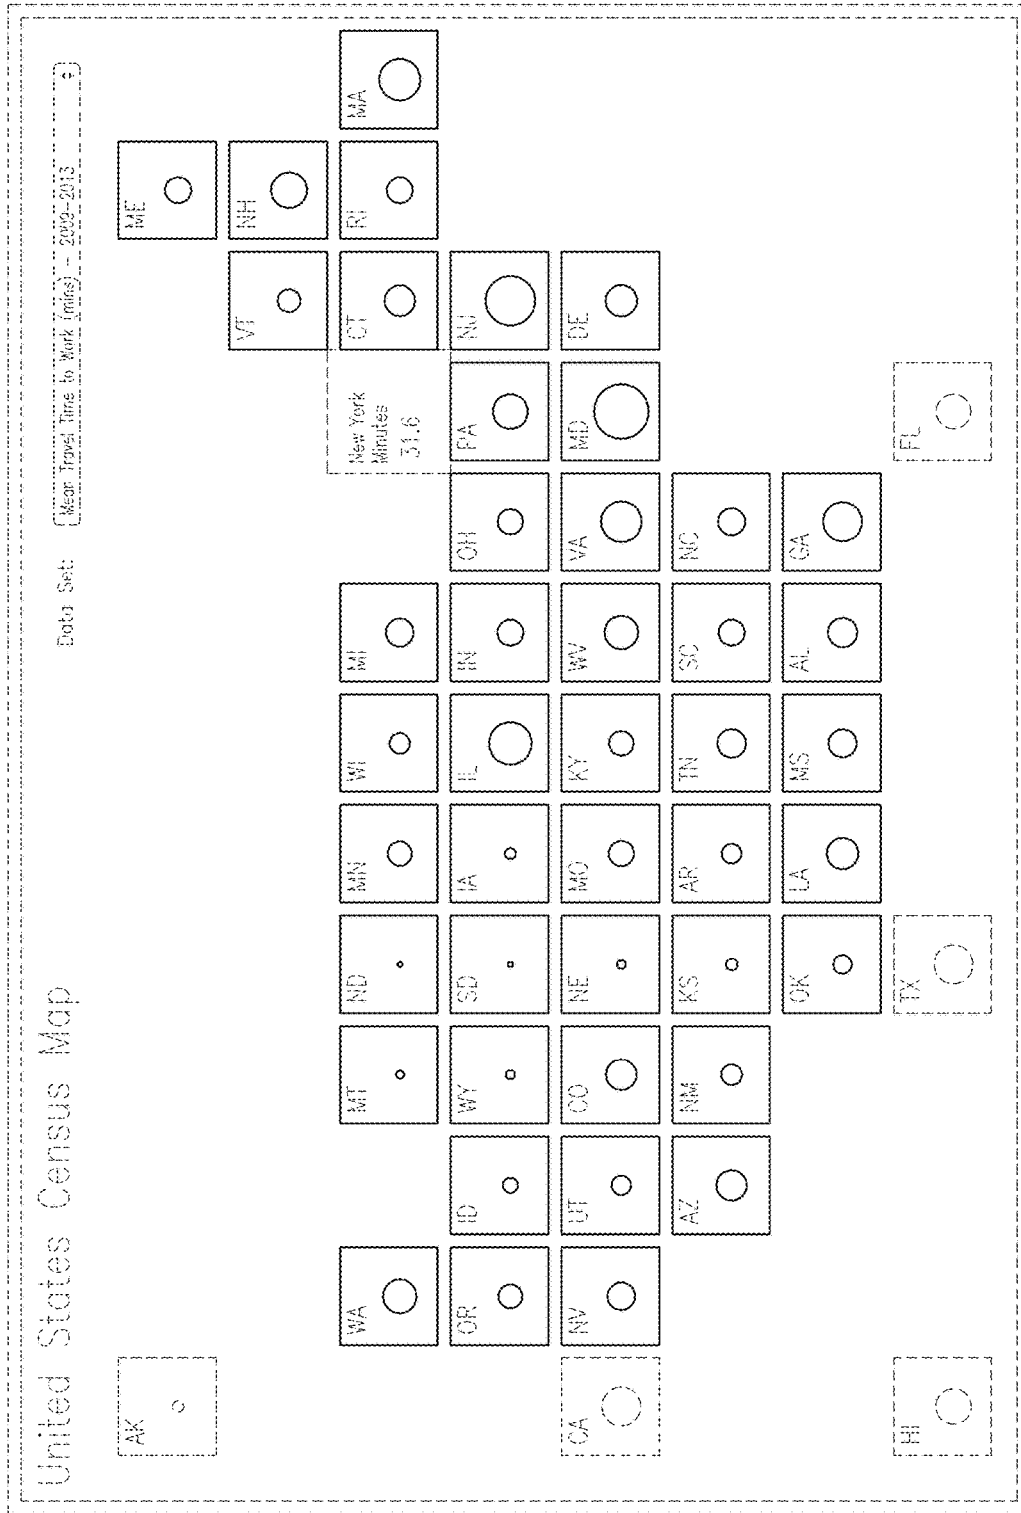 United States Census Map
Data Set: Mean Travel Time to Work (mins) - 2009-2013
AK ME
VT NH
WA MT ND MN WI MI
New York
Minutes
31.6
CT RI MA
OR ID WY SD IA IL IN OH PA NJ
CA NV UT CO NE MO KY WV VA MD DE
AZ NM KS AR TN SC NC
OK LA MS AL GA
HI TX FL